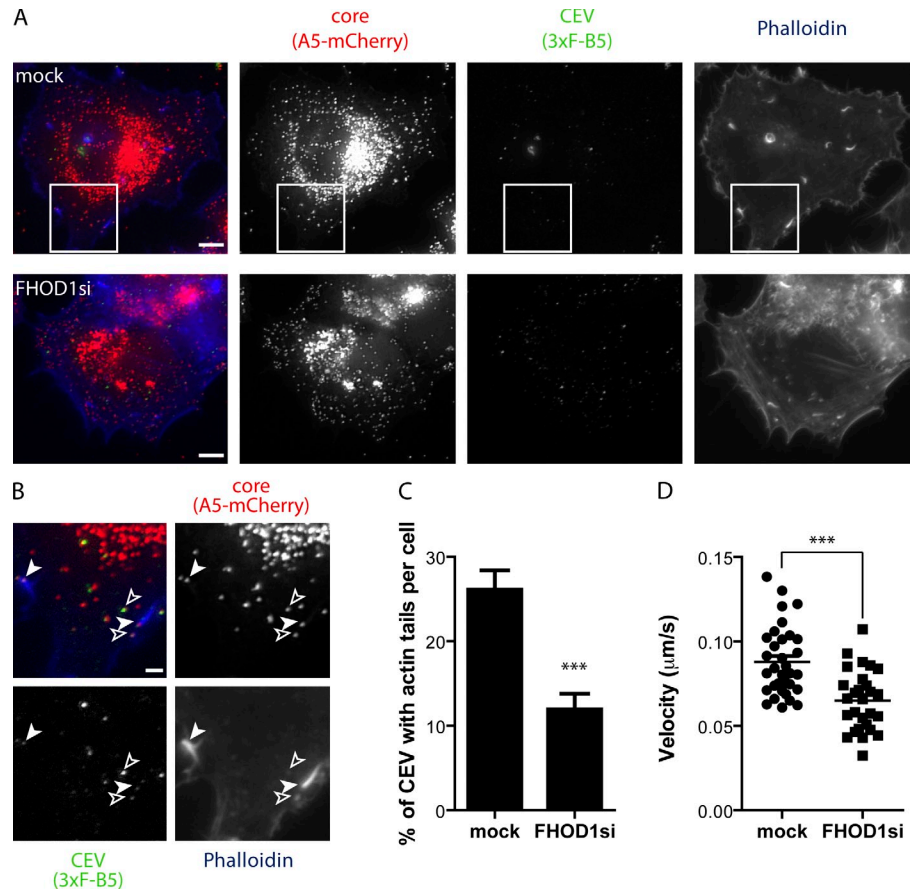 A
core
(A5-mCherry)
CEV
(3xF-B5)
Phalloidin
mock
FHOD1si
B
core
(A5-mCherry)
CEV
(3xF-B5)
Phalloidin
C
% of CEV with actin tails per cell
30
20
10
0
***
mock
FHOD1si
D
Velocity (μm/s)
0.15
0.10
0.05
0.00
***
mock
FHOD1si